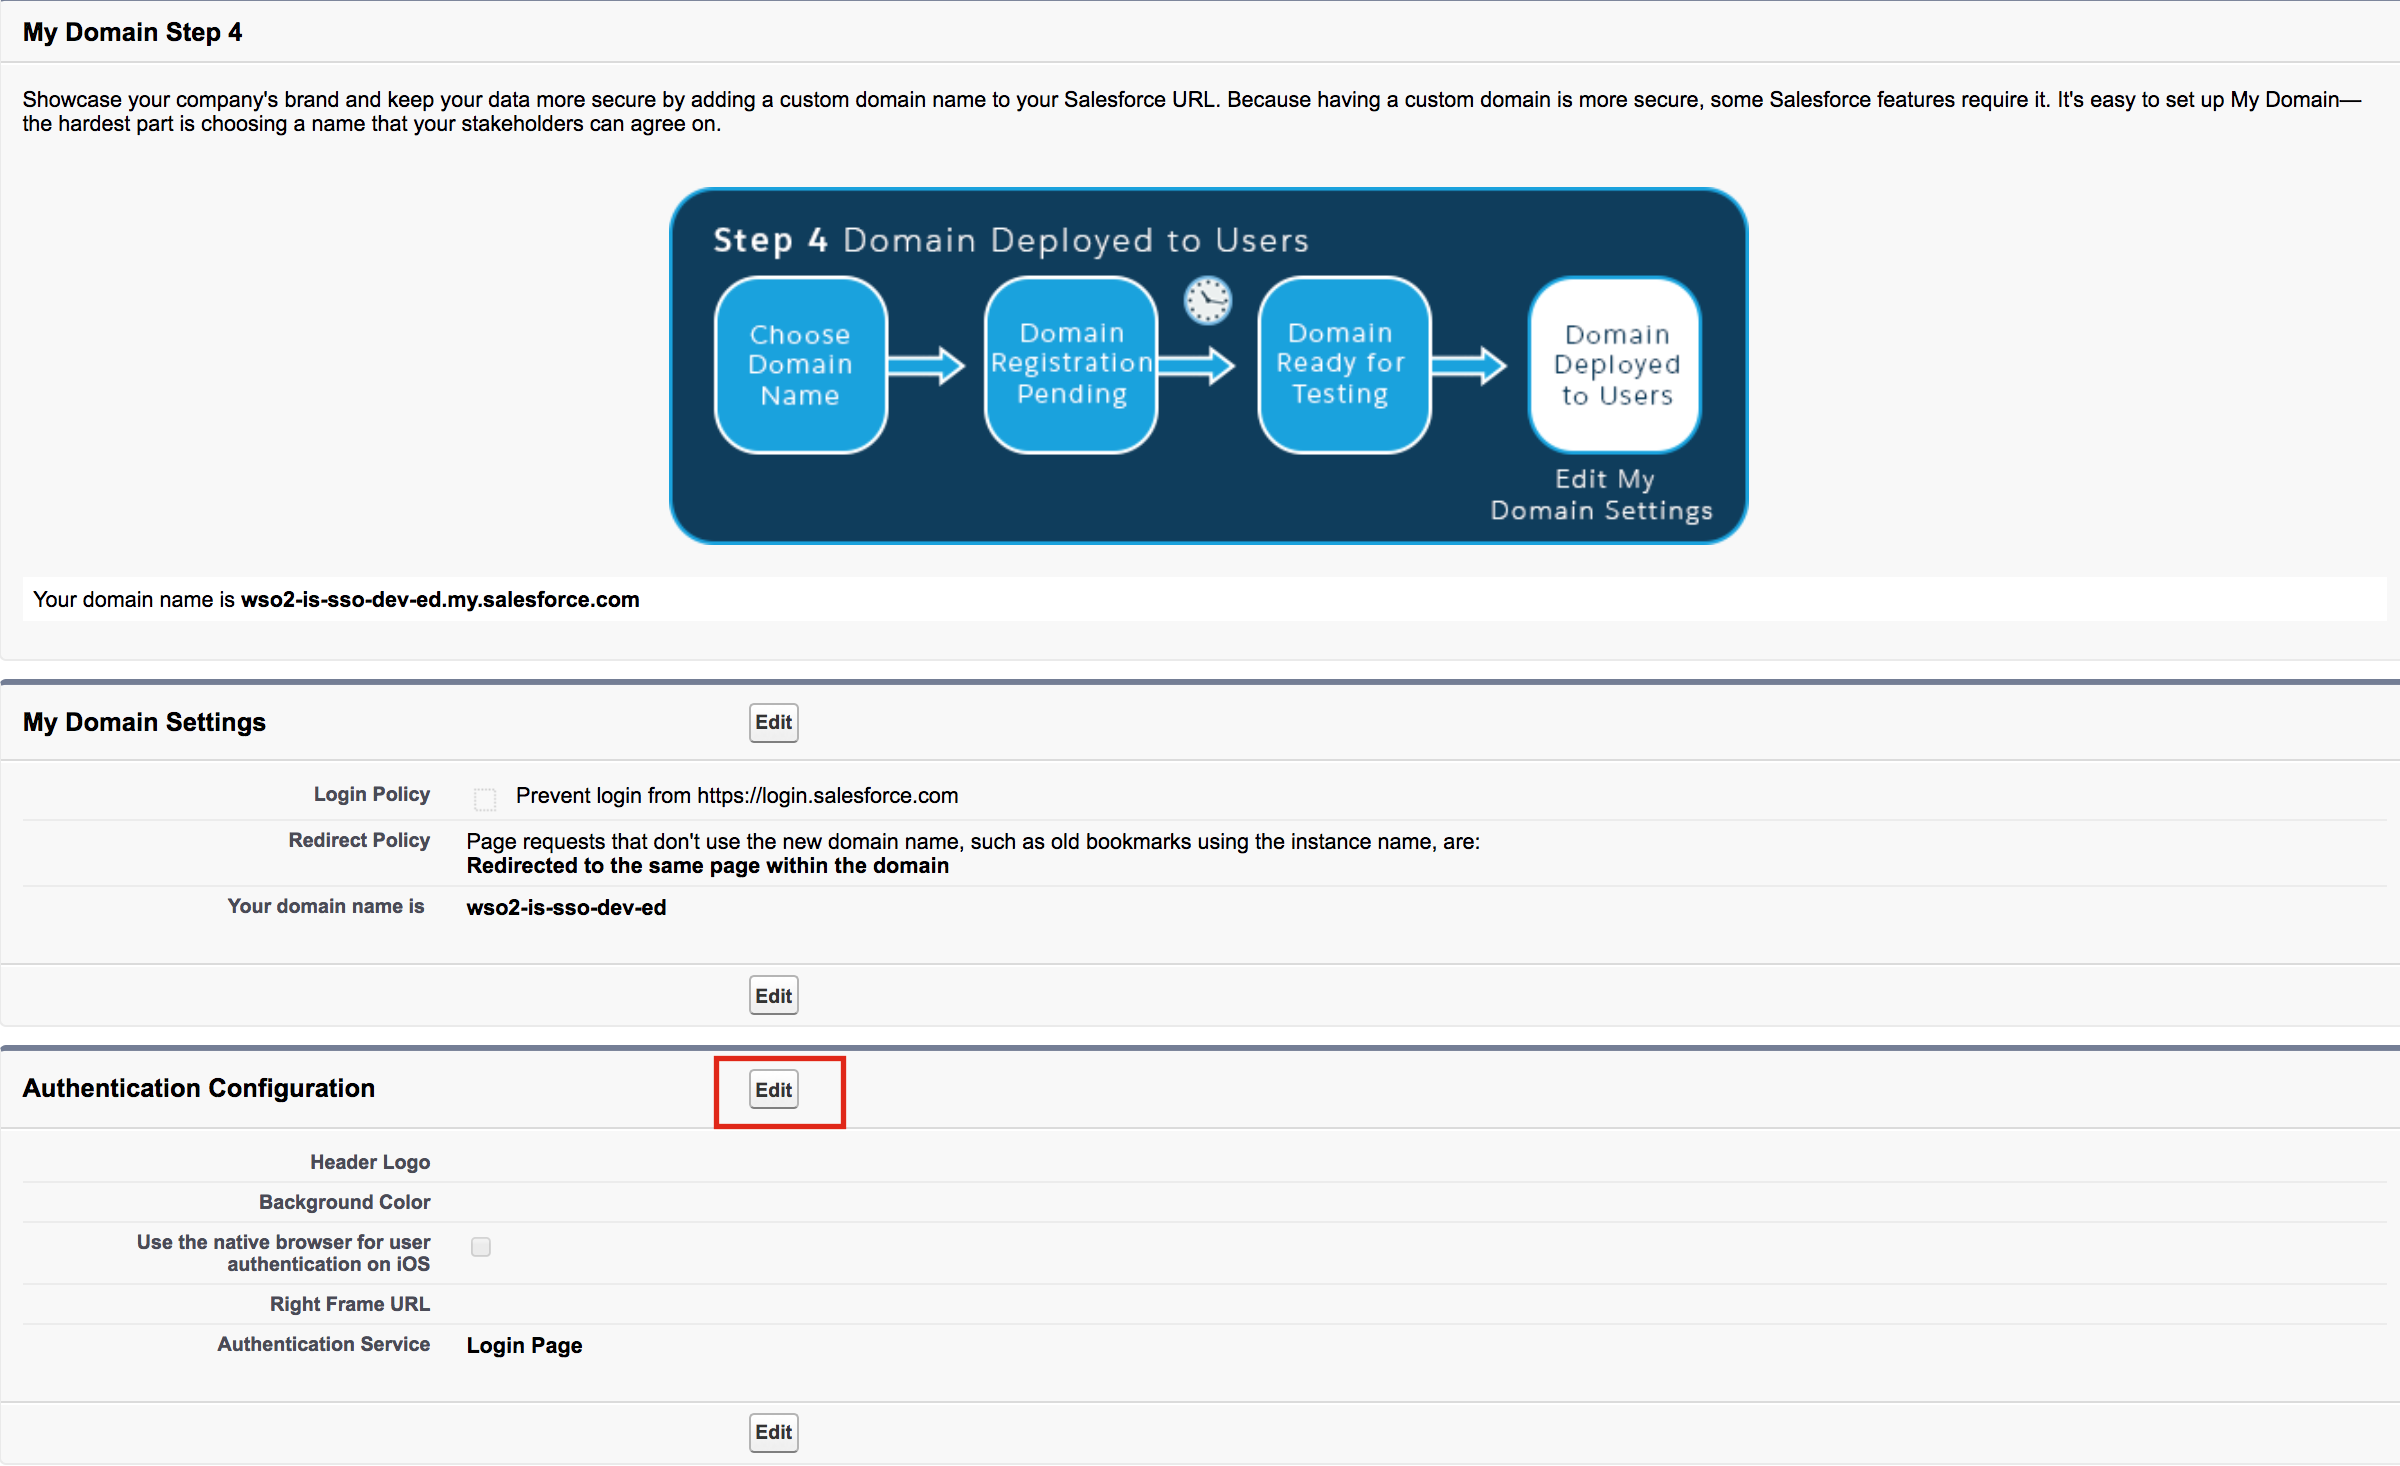 My Domain Step 4
Showcase your company's brand and keep your data more secure by adding a custom domain name to your Salesforce URL. Because having a custom domain is more secure, some Salesforce features require it. It's easy to set up My Domain—
the hardest part is choosing a name that your stakeholders can agree on.
Step 4 Domain Deployed to Users
Choose
Domain
Name
Domain
Registration
Pending
Domain
Ready for
Testing
Domain
Deployed
to Users
Edit My
Domain Settings
Your domain name is wso2-is-sso-dev-ed.my.salesforce.com
My Domain Settings
Edit
Login Policy
Prevent login from https://login.salesforce.com
Redirect Policy
Page requests that don't use the new domain name, such as old bookmarks using the instance name, are:
Redirected to the same page within the domain
Your domain name is
wso2-is-sso-dev-ed
Edit
Authentication Configuration
Edit
Header Logo
Background Color
Use the native browser for user
authentication on iOS
Right Frame URL
Authentication Service
Login Page
Edit